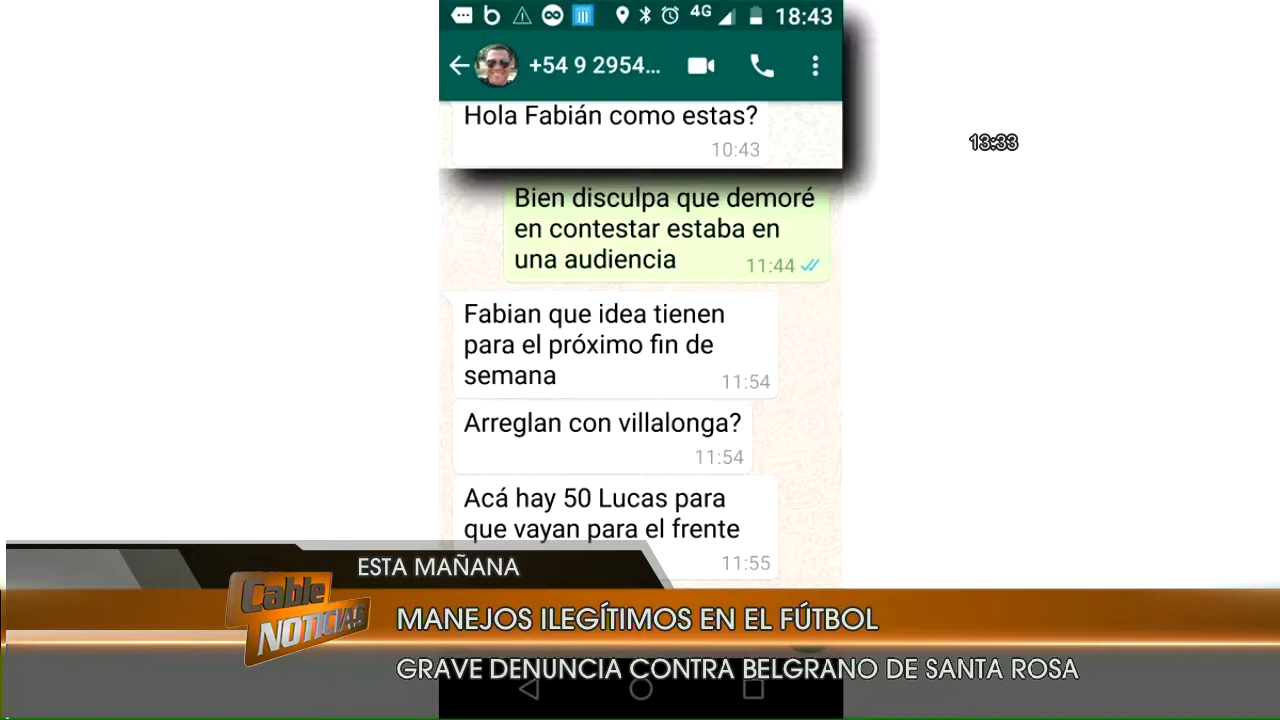 18:43
4G
+54 9 2954...
Hola Fabián como estas?
10:43
13:33
Bien disculpa que demoré
en contestar estaba en
una audiencia
11:44
Fabian que idea tienen
para el próximo fin de
semana
11:54
Arreglan con villalonga?
11:54
Acá hay 50 Lucas para
que vayan para el frente
11:55
ESTA MAÑANA
Cable
NOTICIAS
MANEJOS ILEGÍTIMOS EN EL FÚTBOL
GRAVE DENUNCIA CONTRA BELGRANO DE SANTA ROSA